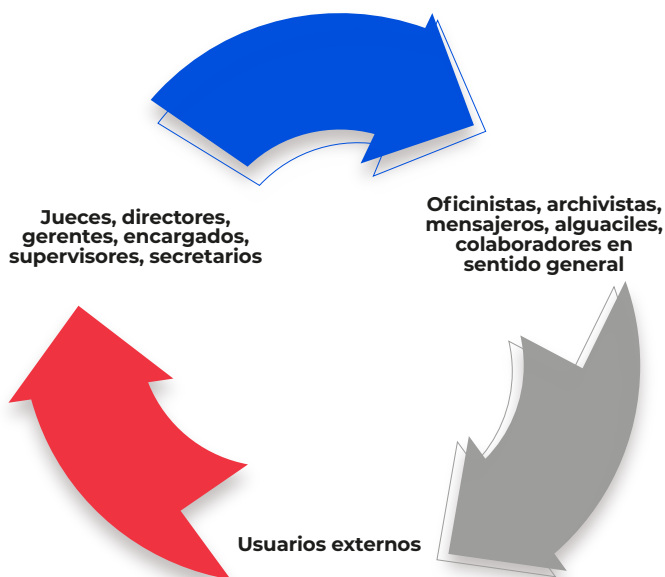 Jueces, directores,
gerentes, encargados,
supervisores, secretarios
Oficinistas, archivistas,
mensajeros, alguaciles,
colaboradores en
sentido general
Usuarios externos